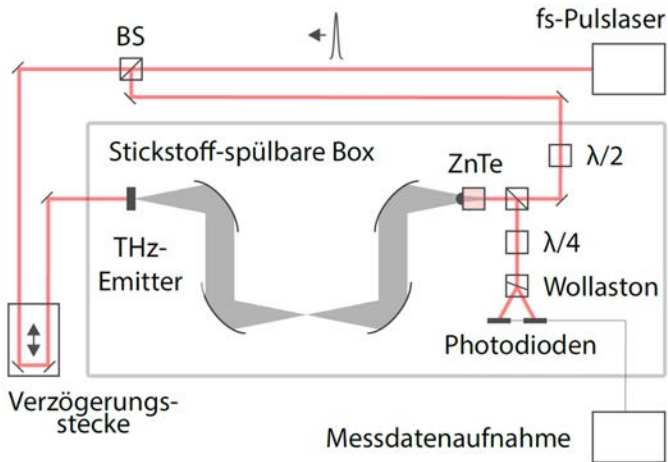 fs-Pulslaser
BS
Stickstoff-spülbare Box
ZnTe
λ/2
THz-
Emitter
λ/4
Wollaston
Photodioden
Verzögerungs-
stecke
Messdatenaufnahme